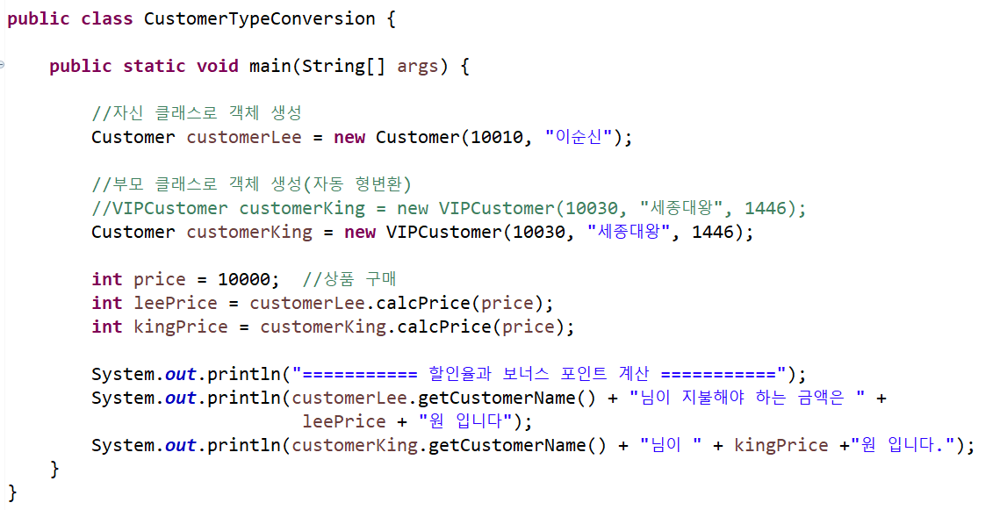 public class CustomerTypeConversion {
public static void main(String[] args) {
//자신 클래스로 객체 생성
Customer customerLee = new Customer(10010, "이순신");
//부모 클래스로 객체 생성(자동 형변환)
//VIPCustomer customerKing = new VIPCustomer(10030, "세종대왕", 1446);
Customer customerKing = new VIPCustomer(10030, "세종대왕", 1446);
int price = 10000;  //상품 구매
int leePrice = customerLee.calcPrice(price);
int kingPrice = customerKing.calcPrice(price);
System.out.println("=========== 할인율과 보너스 포인트 계산 ===========");
System.out.println(customerLee.getCustomerName() + "님이 지불해야 하는 금액은 " +
leePrice + "원 입니다");
System.out.println(customerKing.getCustomerName() + "님이 " + kingPrice +"원 입니다.");
}
}